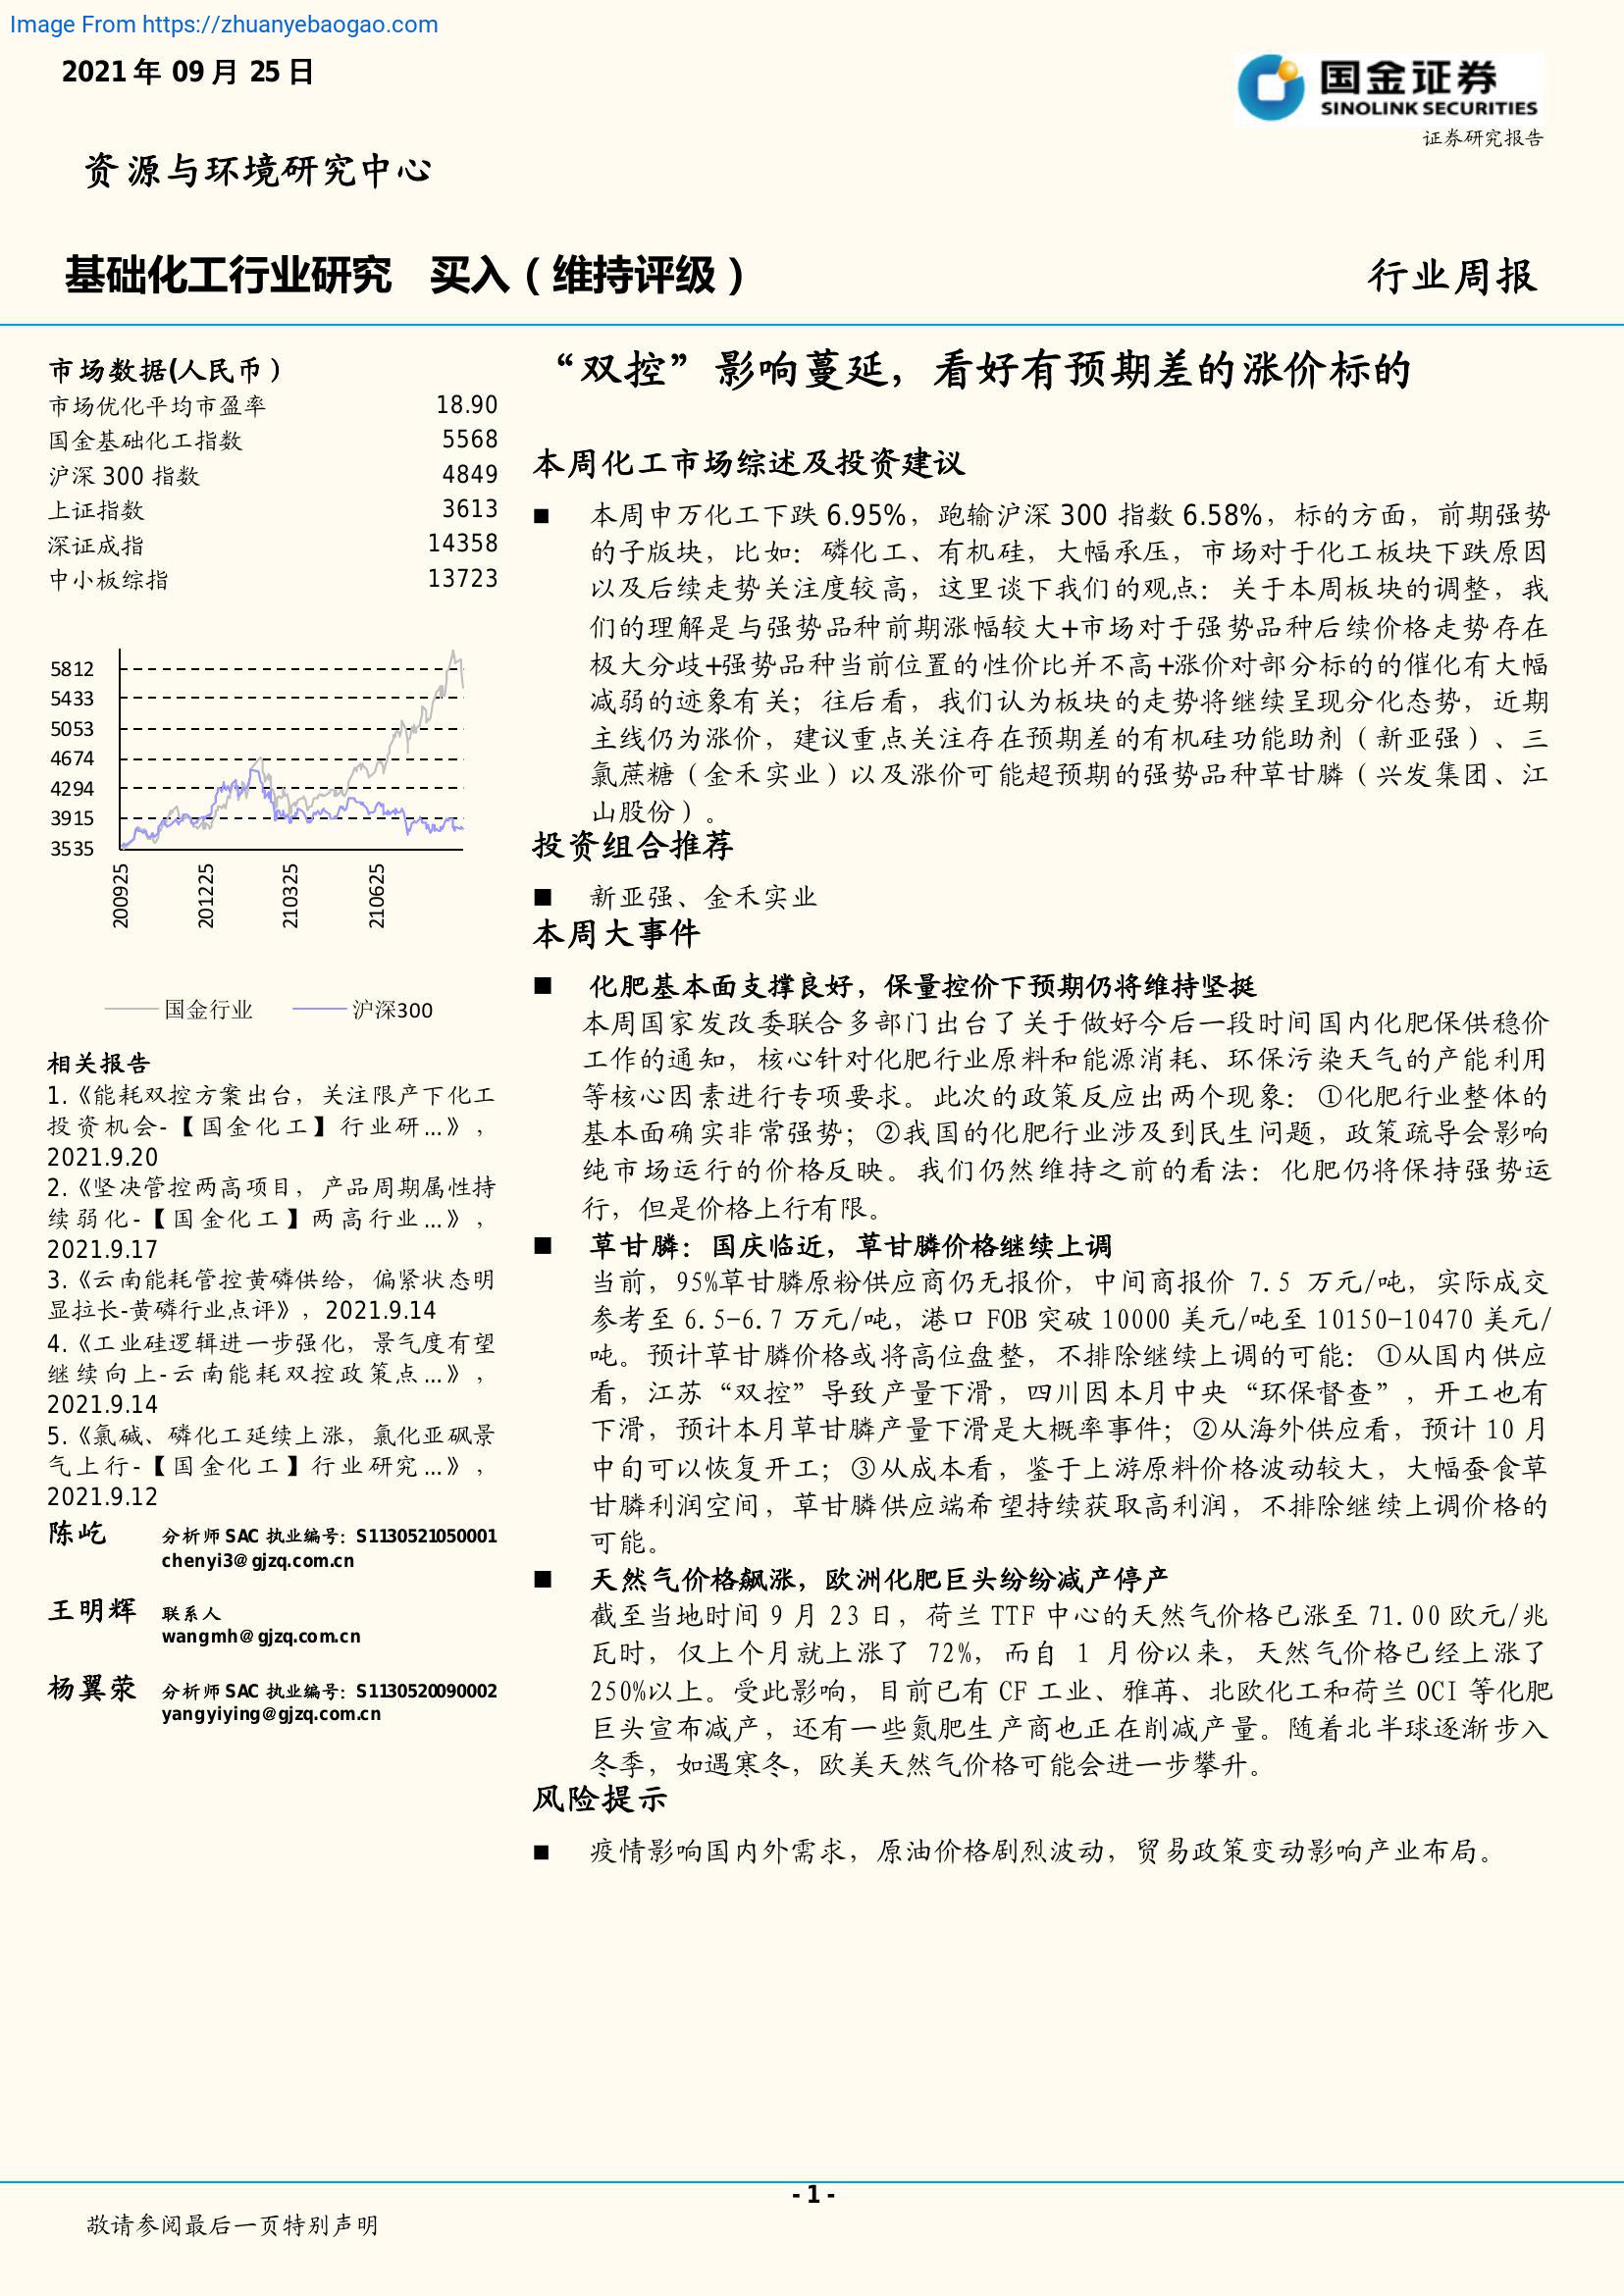 Image From https://zhuanyebaogao.com
2021 年 09 月 25 日
国金证券
SINOLINK SECURITIES
证券研究报告
资源与环境研究中心
基础化工行业研究 买入（维持评级）
行业周报
市场数据(人民币）
市场优化平均市盈率 18.90
国金基础化工指数 5568
沪深 300 指数 4849
上证指数 3613
深证成指 14358
中小板综指 13723
5812
5433
5053
4674
4294
3915
3535
200925
201225
210325
210625
国金行业 沪深300
相关报告
1.《能耗双控方案出台，关注限产下化工
投资机会-【国金化工】行业研...》，
2021.9.20
2.《坚决管控两高项目，产品周期属性持
续弱化-【国金化工】两高行业...》，
2021.9.17
3.《云南能耗管控黄磷供给，偏紧状态明
显拉长-黄磷行业点评》，2021.9.14
4.《工业硅逻辑进一步强化，景气度有望
继续向上-云南能耗双控政策点...》，
2021.9.14
5.《氯碱、磷化工延续上涨，氯化亚砜景
气上行-【国金化工】行业研究...》，
2021.9.12
陈屹 分析师 SAC 执业编号：S1130521050001
chenyi3@gjzq.com.cn
王明辉 联系人
wangmh@gjzq.com.cn
杨翼荥 分析师 SAC 执业编号：S1130520090002
yangyiying@gjzq.com.cn
“双控”影响蔓延，看好有预期差的涨价标的
本周化工市场综述及投资建议
■ 本周申万化工下跌 6.95%，跑输沪深 300 指数 6.58%，标的方面，前期强势
的子版块，比如：磷化工、有机硅，大幅承压，市场对于化工板块下跌原因
以及后续走势关注度较高，这里谈下我们的观点：关于本周板块的调整，我
们的理解是与强势品种前期涨幅较大+市场对于强势品种后续价格走势存在
极大分歧+强势品种当前位置的性价比并不高+涨价对部分标的的催化有大幅
减弱的迹象有关；往后看，我们认为板块的走势将继续呈现分化态势，近期
主线仍为涨价，建议重点关注存在预期差的有机硅功能助剂（新亚强）、三
氯蔗糖（金禾实业）以及涨价可能超预期的强势品种草甘膦（兴发集团、江
山股份）。
投资组合推荐
■ 新亚强、金禾实业
本周大事件
■ 化肥基本面支撑良好，保量控价下预期仍将维持坚挺
本周国家发改委联合多部门出台了关于做好今后一段时间国内化肥保供稳价
工作的通知，核心针对化肥行业原料和能源消耗、环保污染天气的产能利用
等核心因素进行专项要求。此次的政策反应出两个现象：①化肥行业整体的
基本面确实非常强势；②我国的化肥行业涉及到民生问题，政策疏导会影响
纯市场运行的价格反映。我们仍然维持之前的看法：化肥仍将保持强势运
行，但是价格上行有限。
■ 草甘膦：国庆临近，草甘膦价格继续上调
当前，95%草甘膦原粉供应商仍无报价，中间商报价 7.5 万元/吨，实际成交
参考至 6.5-6.7 万元/吨，港口 FOB 突破 10000 美元/吨至 10150-10470 美元/
吨。预计草甘膦价格或将高位盘整，不排除继续上调的可能：①从国内供应
看，江苏“双控”导致产量下滑，四川因本月中央“环保督查”，开工也有
下滑，预计本月草甘膦产量下滑是大概率事件；②从海外供应看，预计 10 月
中旬可以恢复开工；③从成本看，鉴于上游原料价格波动较大，大幅蚕食草
甘膦利润空间，草甘膦供应端希望持续获取高利润，不排除继续上调价格的
可能。
■ 天然气价格飙涨，欧洲化肥巨头纷纷减产停产
截至当地时间 9 月 23 日，荷兰 TTF 中心的天然气价格已涨至 71.00 欧元/兆
瓦时，仅上个月就上涨了 72%，而自 1 月份以来，天然气价格已经上涨了
250%以上。受此影响，目前已有 CF 工业、雅苒、北欧化工和荷兰 OCI 等化肥
巨头宣布减产，还有一些氮肥生产商也正在削减产量。随着北半球逐渐步入
冬季，如遇寒冬，欧美天然气价格可能会进一步攀升。
风险提示
■ 疫情影响国内外需求，原油价格剧烈波动，贸易政策变动影响产业布局。
- 1 -
敬请参阅最后一页特别声明